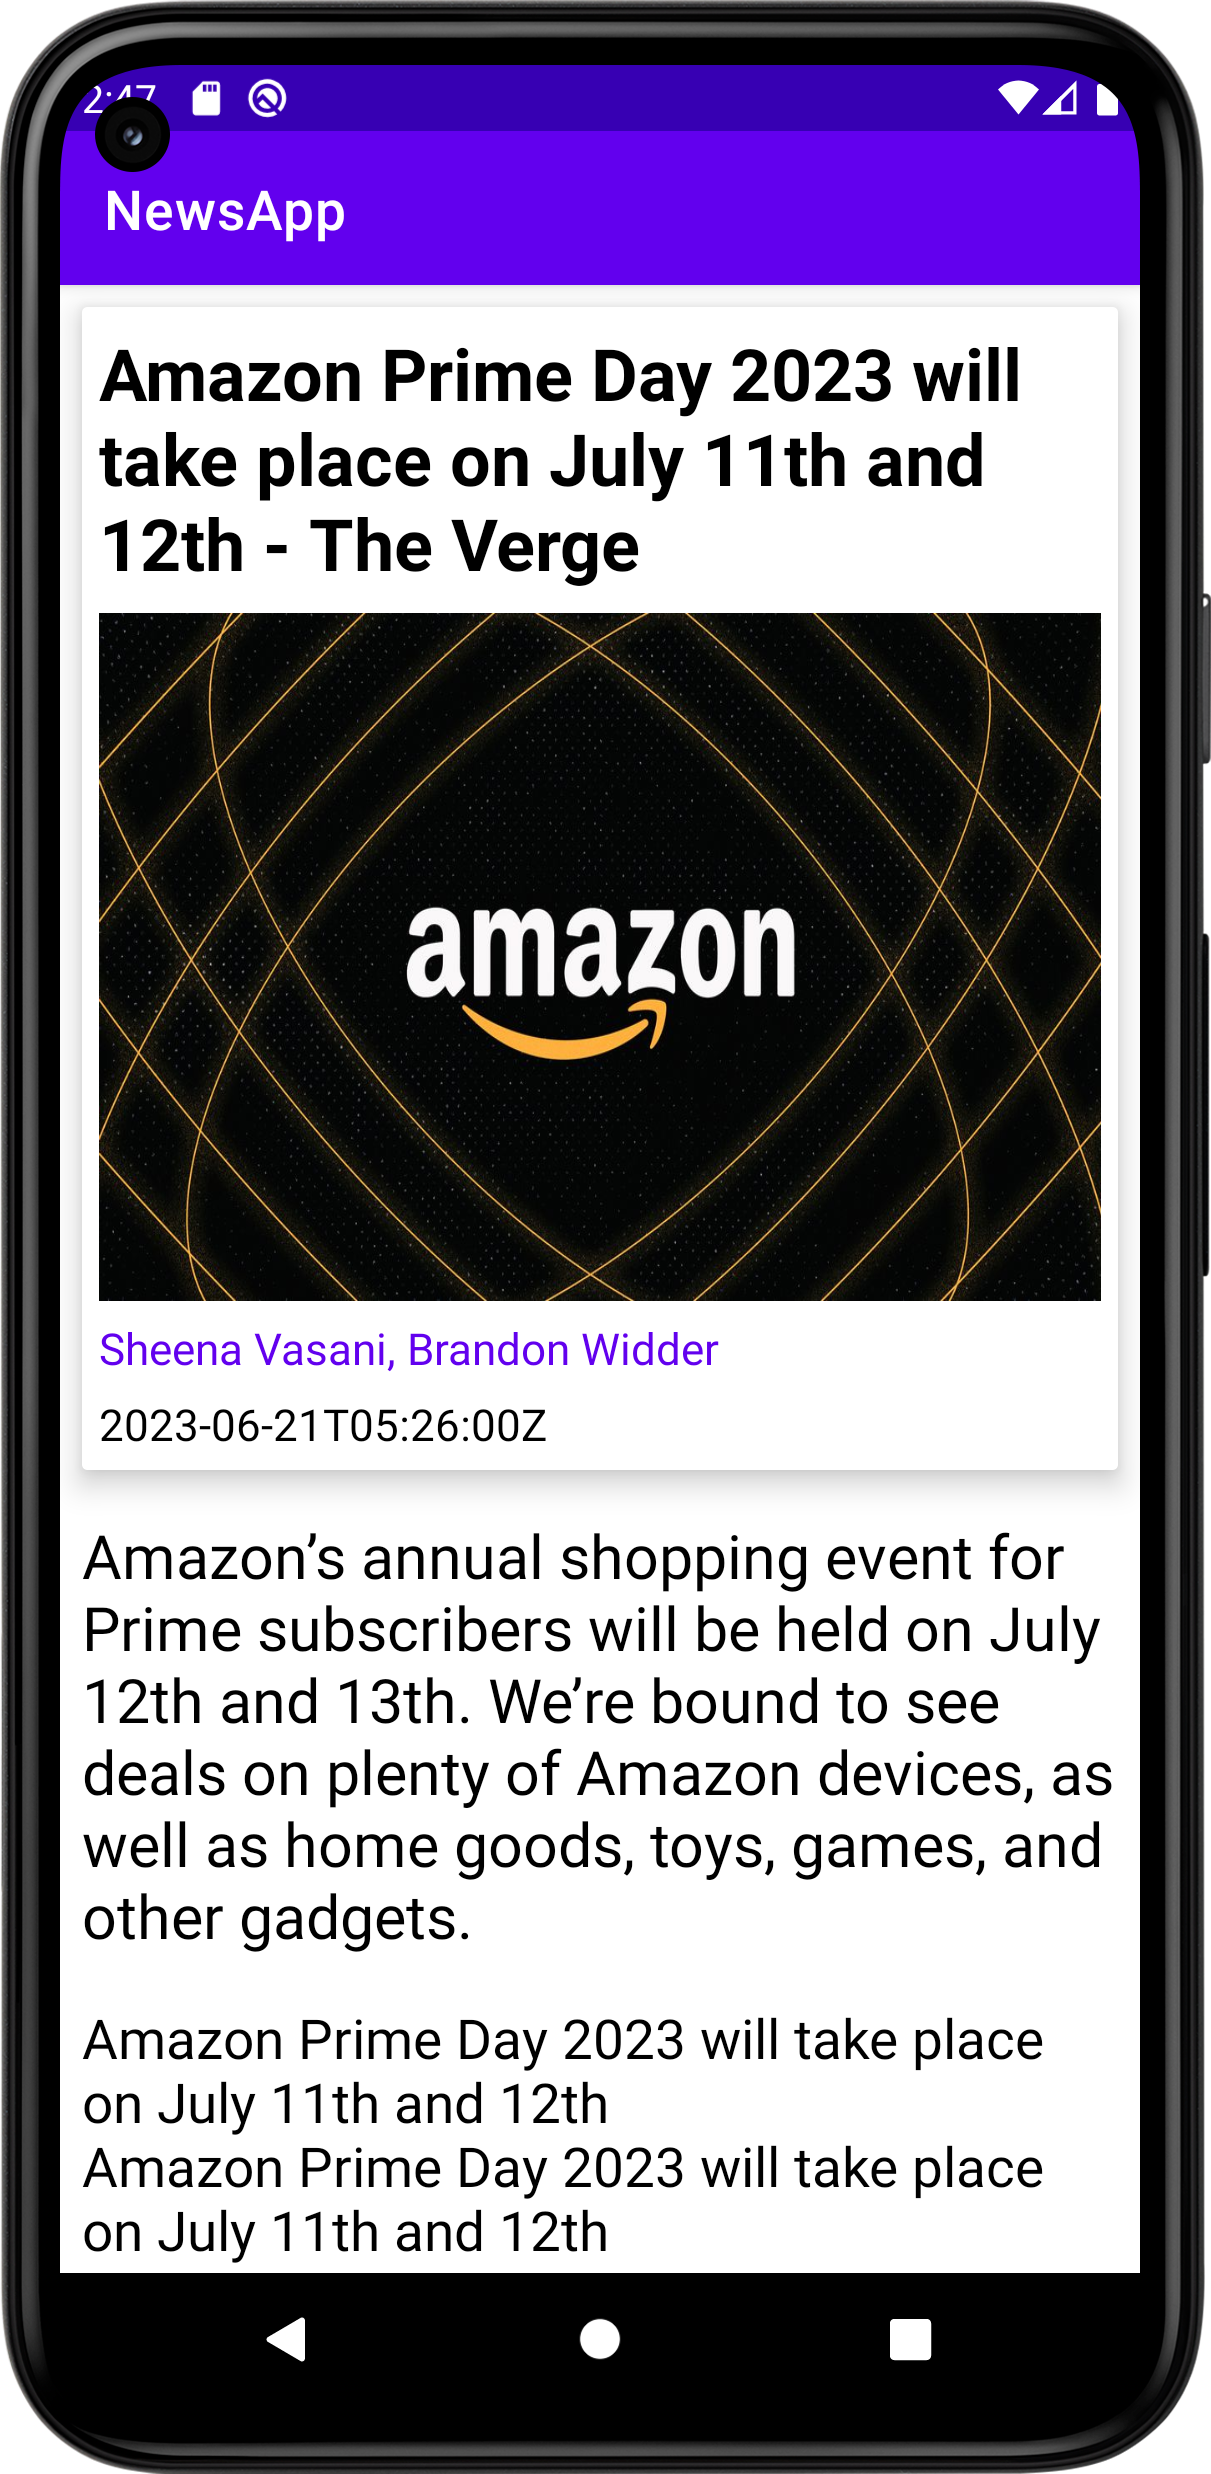 2:47
NewsApp
Amazon Prime Day 2023 will
take place on July 11th and
12th - The Verge
amazon
Sheena Vasani, Brandon Widder
2023-06-21T05:26:00Z
Amazon’s annual shopping event for
Prime subscribers will be held on July
12th and 13th. We’re bound to see
deals on plenty of Amazon devices, as
well as home goods, toys, games, and
other gadgets.
Amazon Prime Day 2023 will take place
on July 11th and 12th
Amazon Prime Day 2023 will take place
on July 11th and 12th